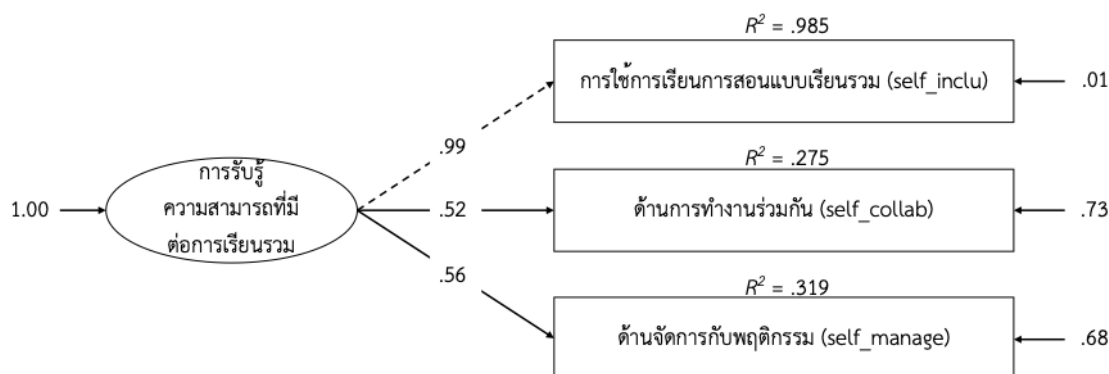 R² = .985
การใช้การเรียนการสอนแบบเรียนรวม (self_inclu)
.01
.99
R² = .275
การรับรู้
ความสามารถที่มี
ต่อการเรียนรวม
1.00
.52
ด้านการทำงานร่วมกัน (self_collab)
.73
.56
R² = .319
ด้านจัดการกับพฤติกรรม (self_manage)
.68